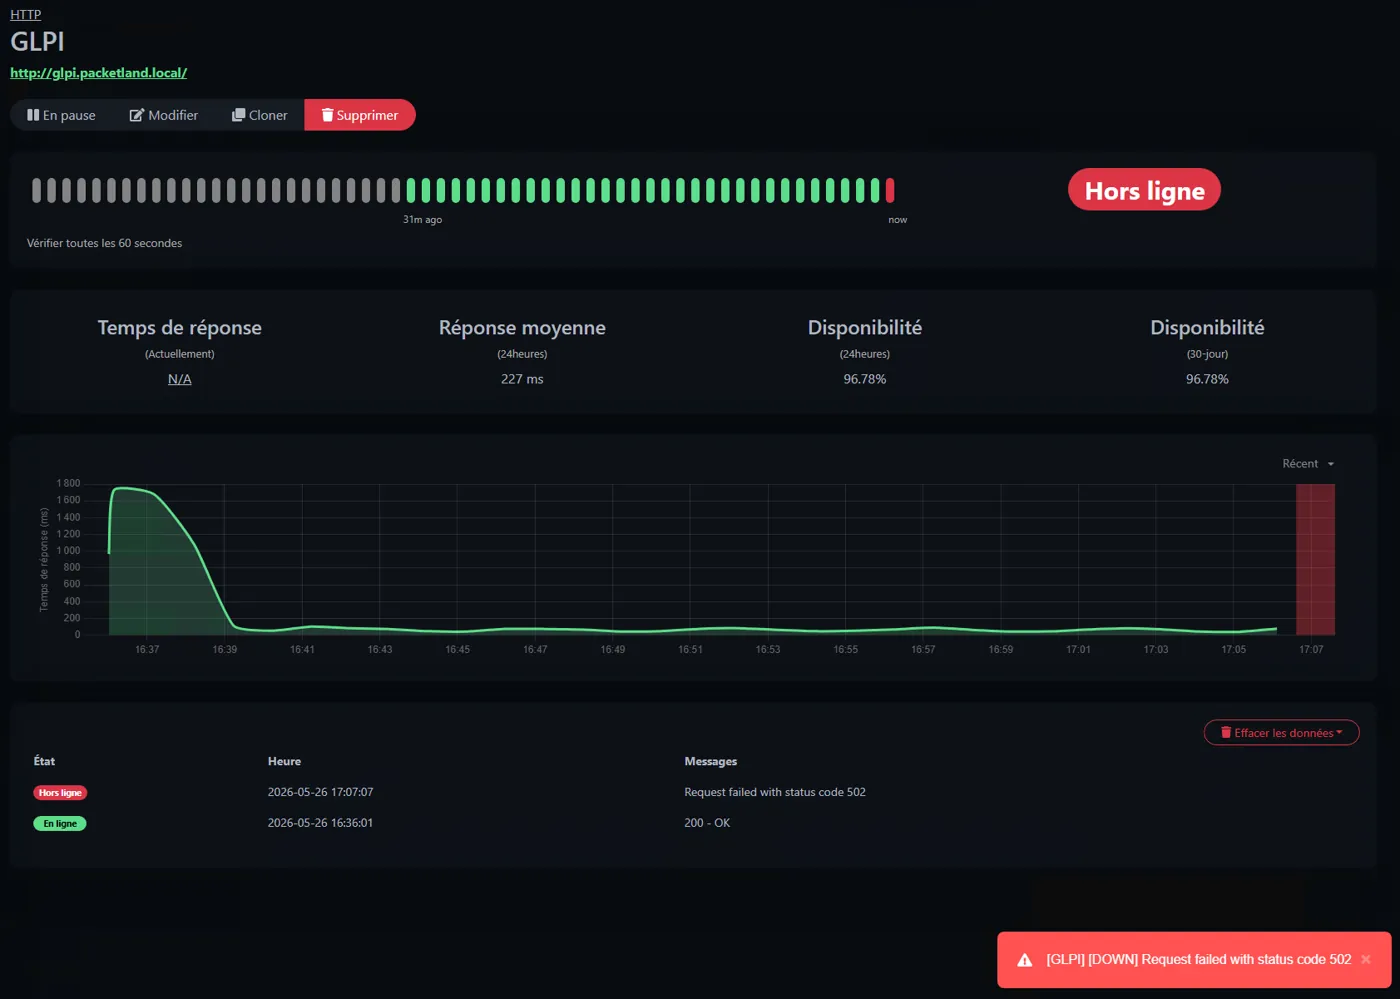 HTTP
GLPI
http://glpi.packetland.local/
En pause Modifier Cloner Supprimer
Hors ligne
31m ago now
Vérifier toutes les 60 secondes
Temps de réponse Réponse moyenne Disponibilité Disponibilité
(Actuellement) (24heures) (24heures) (30-jour)
N/A 227 ms 96.78% 96.78%
Récent
Temps de réponse (ms)
1 800
1 600
1 400
1 200
1 000
800
600
400
200
0
16:37 16:39 16:41 16:43 16:45 16:47 16:49 16:51 16:53 16:55 16:57 16:59 17:01 17:03 17:05 17:07
Effacer les données
État Heure Messages
Hors ligne 2026-05-26 17:07:07 Request failed with status code 502
En ligne 2026-05-26 16:36:01 200 - OK
[GLPI] [DOWN] Request failed with status code 502 ×